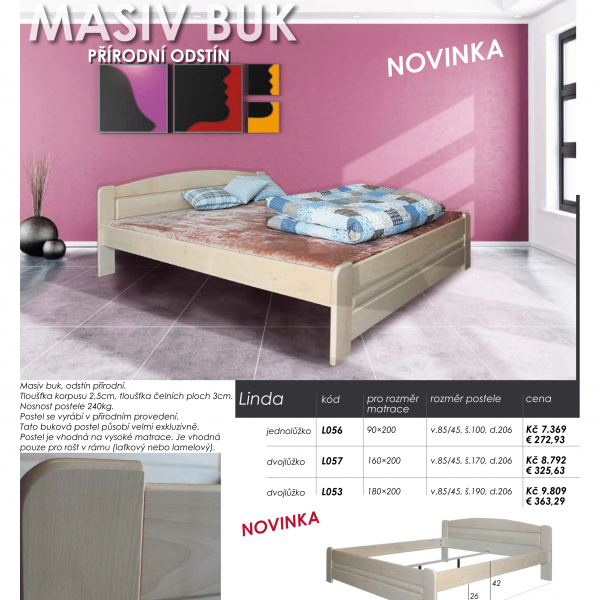 MASIV BUK
PŘÍRODNÍ ODSTÍN
NOVINKA
Masiv buk, odstín přírodní.
Tloušťka korpusu 2,5cm, tloušťka čelních ploch 3cm.
Nosnost postele 240kg.
Postel se vyrábí v přírodním provedení.
Tato buková postel působí velmi exkluzivně.
Postel je vhodná na vysoké matrace. Je vhodná
pouze pro rošt v rámu (laťkový nebo lamelový).
Linda kód pro rozměr matrace rozměr postele cena
jednolůžko L056 90×200 v.85/45, š.100, d.206 Kč 7.369
€ 272,93
dvojlůžko L057 160×200 v.85/45, š.170, d.206 Kč 8.792
€ 325,63
dvojlůžko L053 180×200 v.85/45, š.190, d.206 Kč 9.809
€ 363,29
NOVINKA
42
26